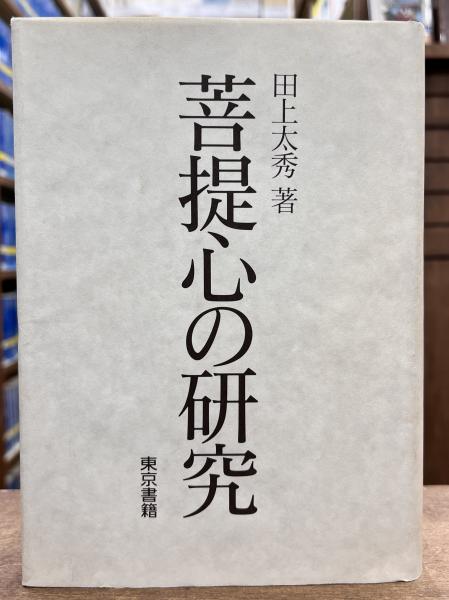 田上太秀 著
菩提心の研究
東京書籍